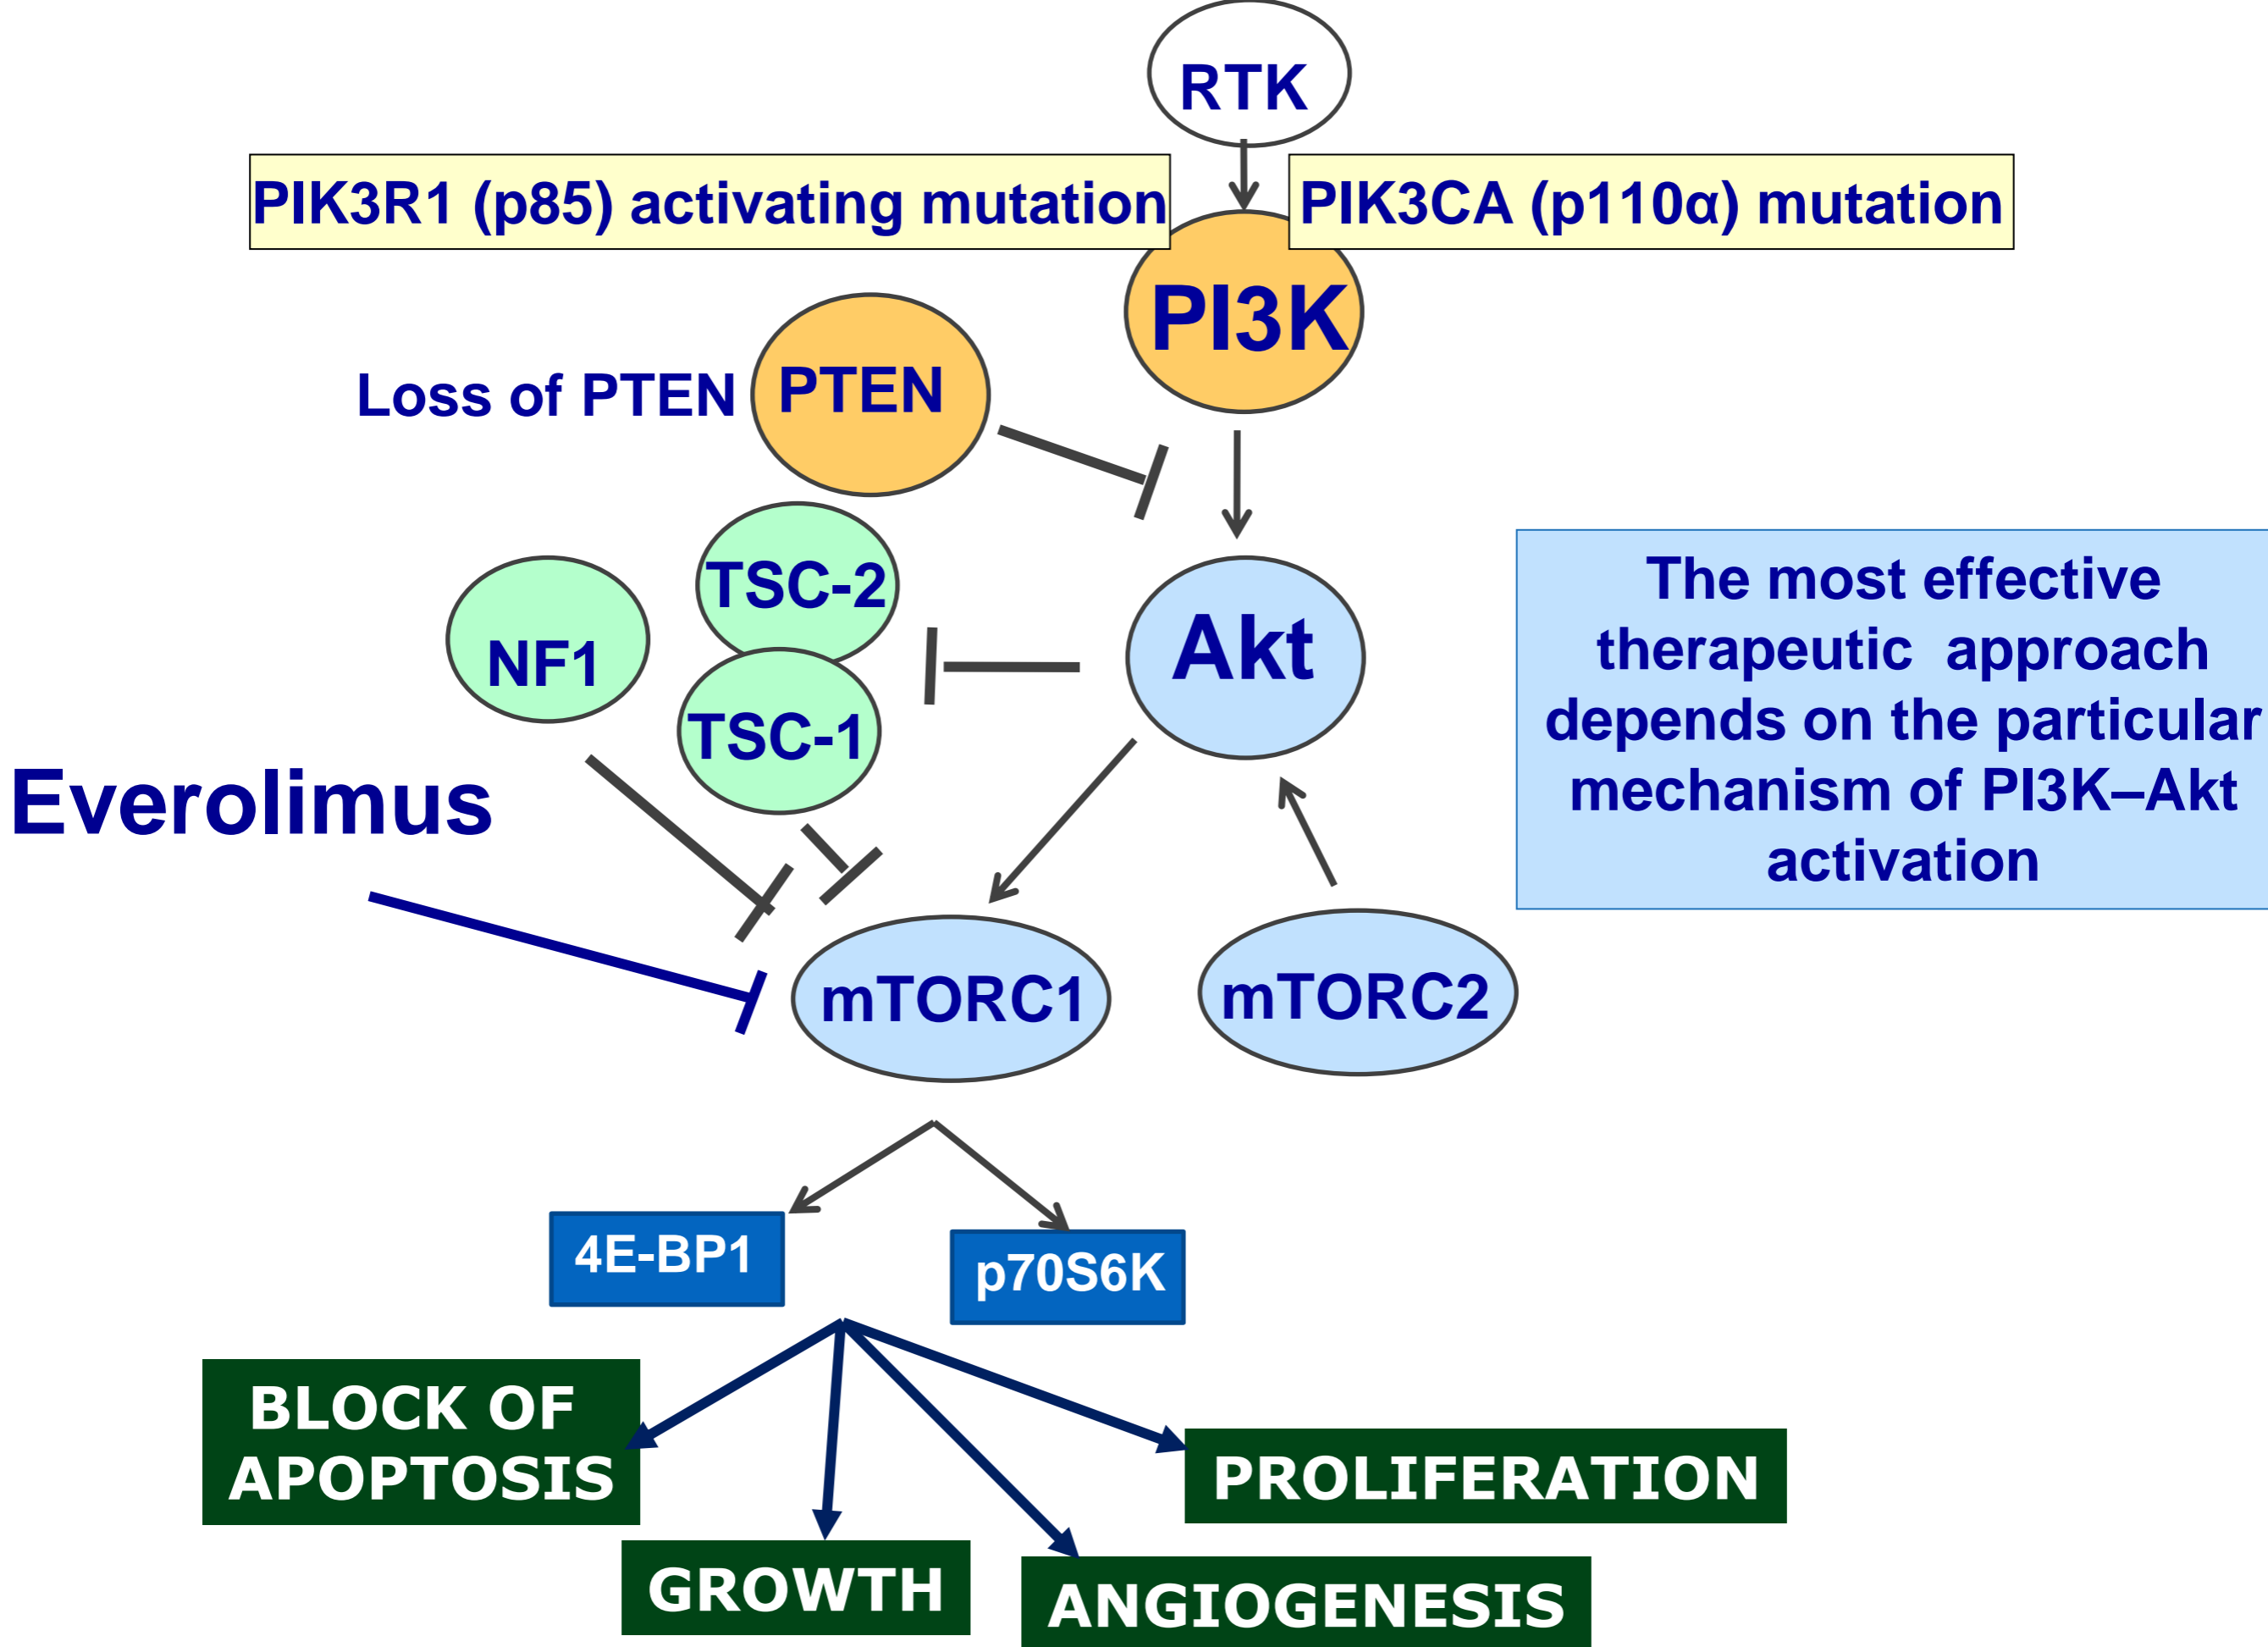 RTK
PIK3R1 (p85) activating mutation
PIK3CA (p110α) mutation
PI3K
Loss of PTEN
PTEN
TSC-2
NF1
TSC-1
Akt
The most effective
therapeutic approach
depends on the particular
mechanism of PI3K–Akt
activation
Everolimus
mTORC1
mTORC2
4E-BP1
p70S6K
BLOCK OF
APOPTOSIS
PROLIFERATION
GROWTH
ANGIOGENESIS